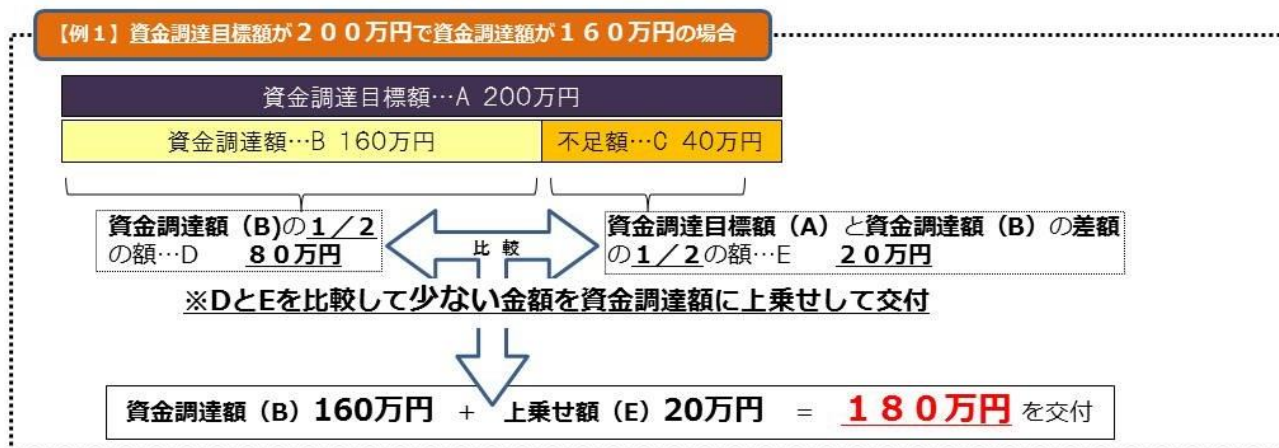 【例１】資金調達目標額が２００万円で資金調達額が１６０万円の場合
資金調達目標額…A 200万円
資金調達額…B 160万円
不足額…C 40万円
資金調達額（B)の１／２
の額…D ８０万円
比 較
資金調達目標額（A）と資金調達額（B）の差額
の１／２の額…E ２０万円
※DとEを比較して少ない金額を資金調達額に上乗せして交付
資金調達額（B）160万円 + 上乗せ額（E）20万円 = １８０万円 を交付